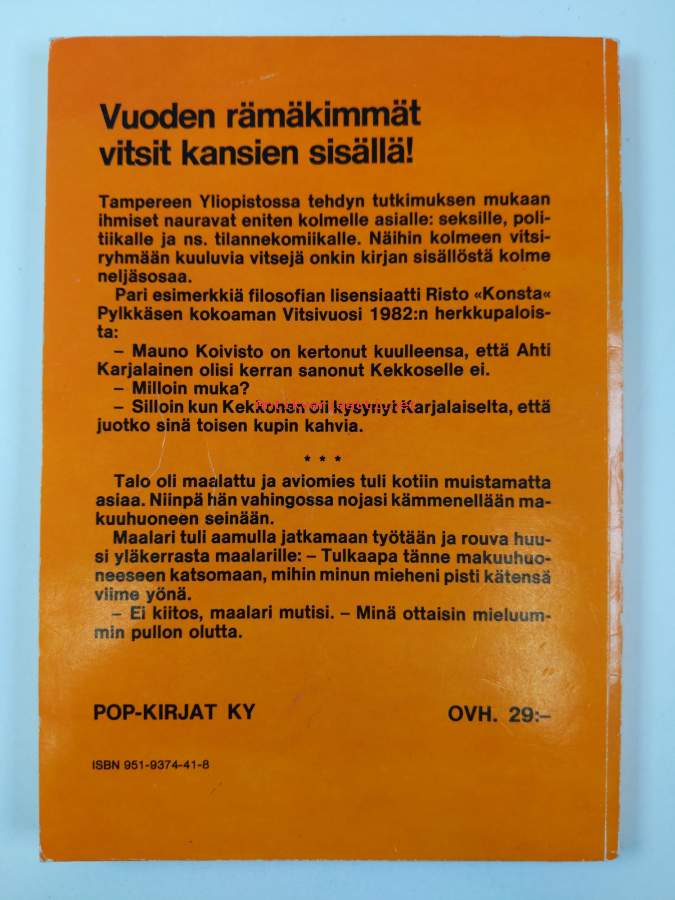 Vuoden rämäkimmät
vitsit kansien sisällä!
Tampereen Yliopistossa tehdyn tutkimuksen mukaan
ihmiset nauravat eniten kolmelle asialle: seksille, poli-
tiikalle ja ns. tilannekomiikalle. Näihin kolmeen vitsi-
ryhmään kuuluvia vitsejä onkin kirjan sisällöstä kolme
neljäsosaa.
Pari esimerkkiä filosofian lisensiaatti Risto «Konsta«
Pylkkäsen kokoaman Vitsivuosi 1982:n herkkupalois-
ta:
– Mauno Koivisto on kertonut kuulleensa, että Ahti
Karjalainen olisi kerran sanonut Kekkoselle ei.
– Milloin muka?
– Silloin kun Kekkonen oli kysynyt Karjalaiselta, että
juotko sinä toisen kupin kahvia.
* * *
Talo oli maalattu ja aviomies tuli kotiin muistamatta
asiaa. Niinpä hän vahingossa nojasi kämmenellään ma-
kuuhuoneen seinään.
Maalari tuli aamulla jatkamaan työtään ja rouva huu-
si yläkerrasta maalarille: – Tulkaapa tänne makuuhuo-
neeseen katsomaan, mihin minun mieheni pisti kätensä
viime yönä.
– Ei kiitos, maalari mutisi. – Minä ottaisin mieluum-
min pullon olutta.
POP-KIRJAT KY
OVH. 29:–
ISBN 951-9374-41-8